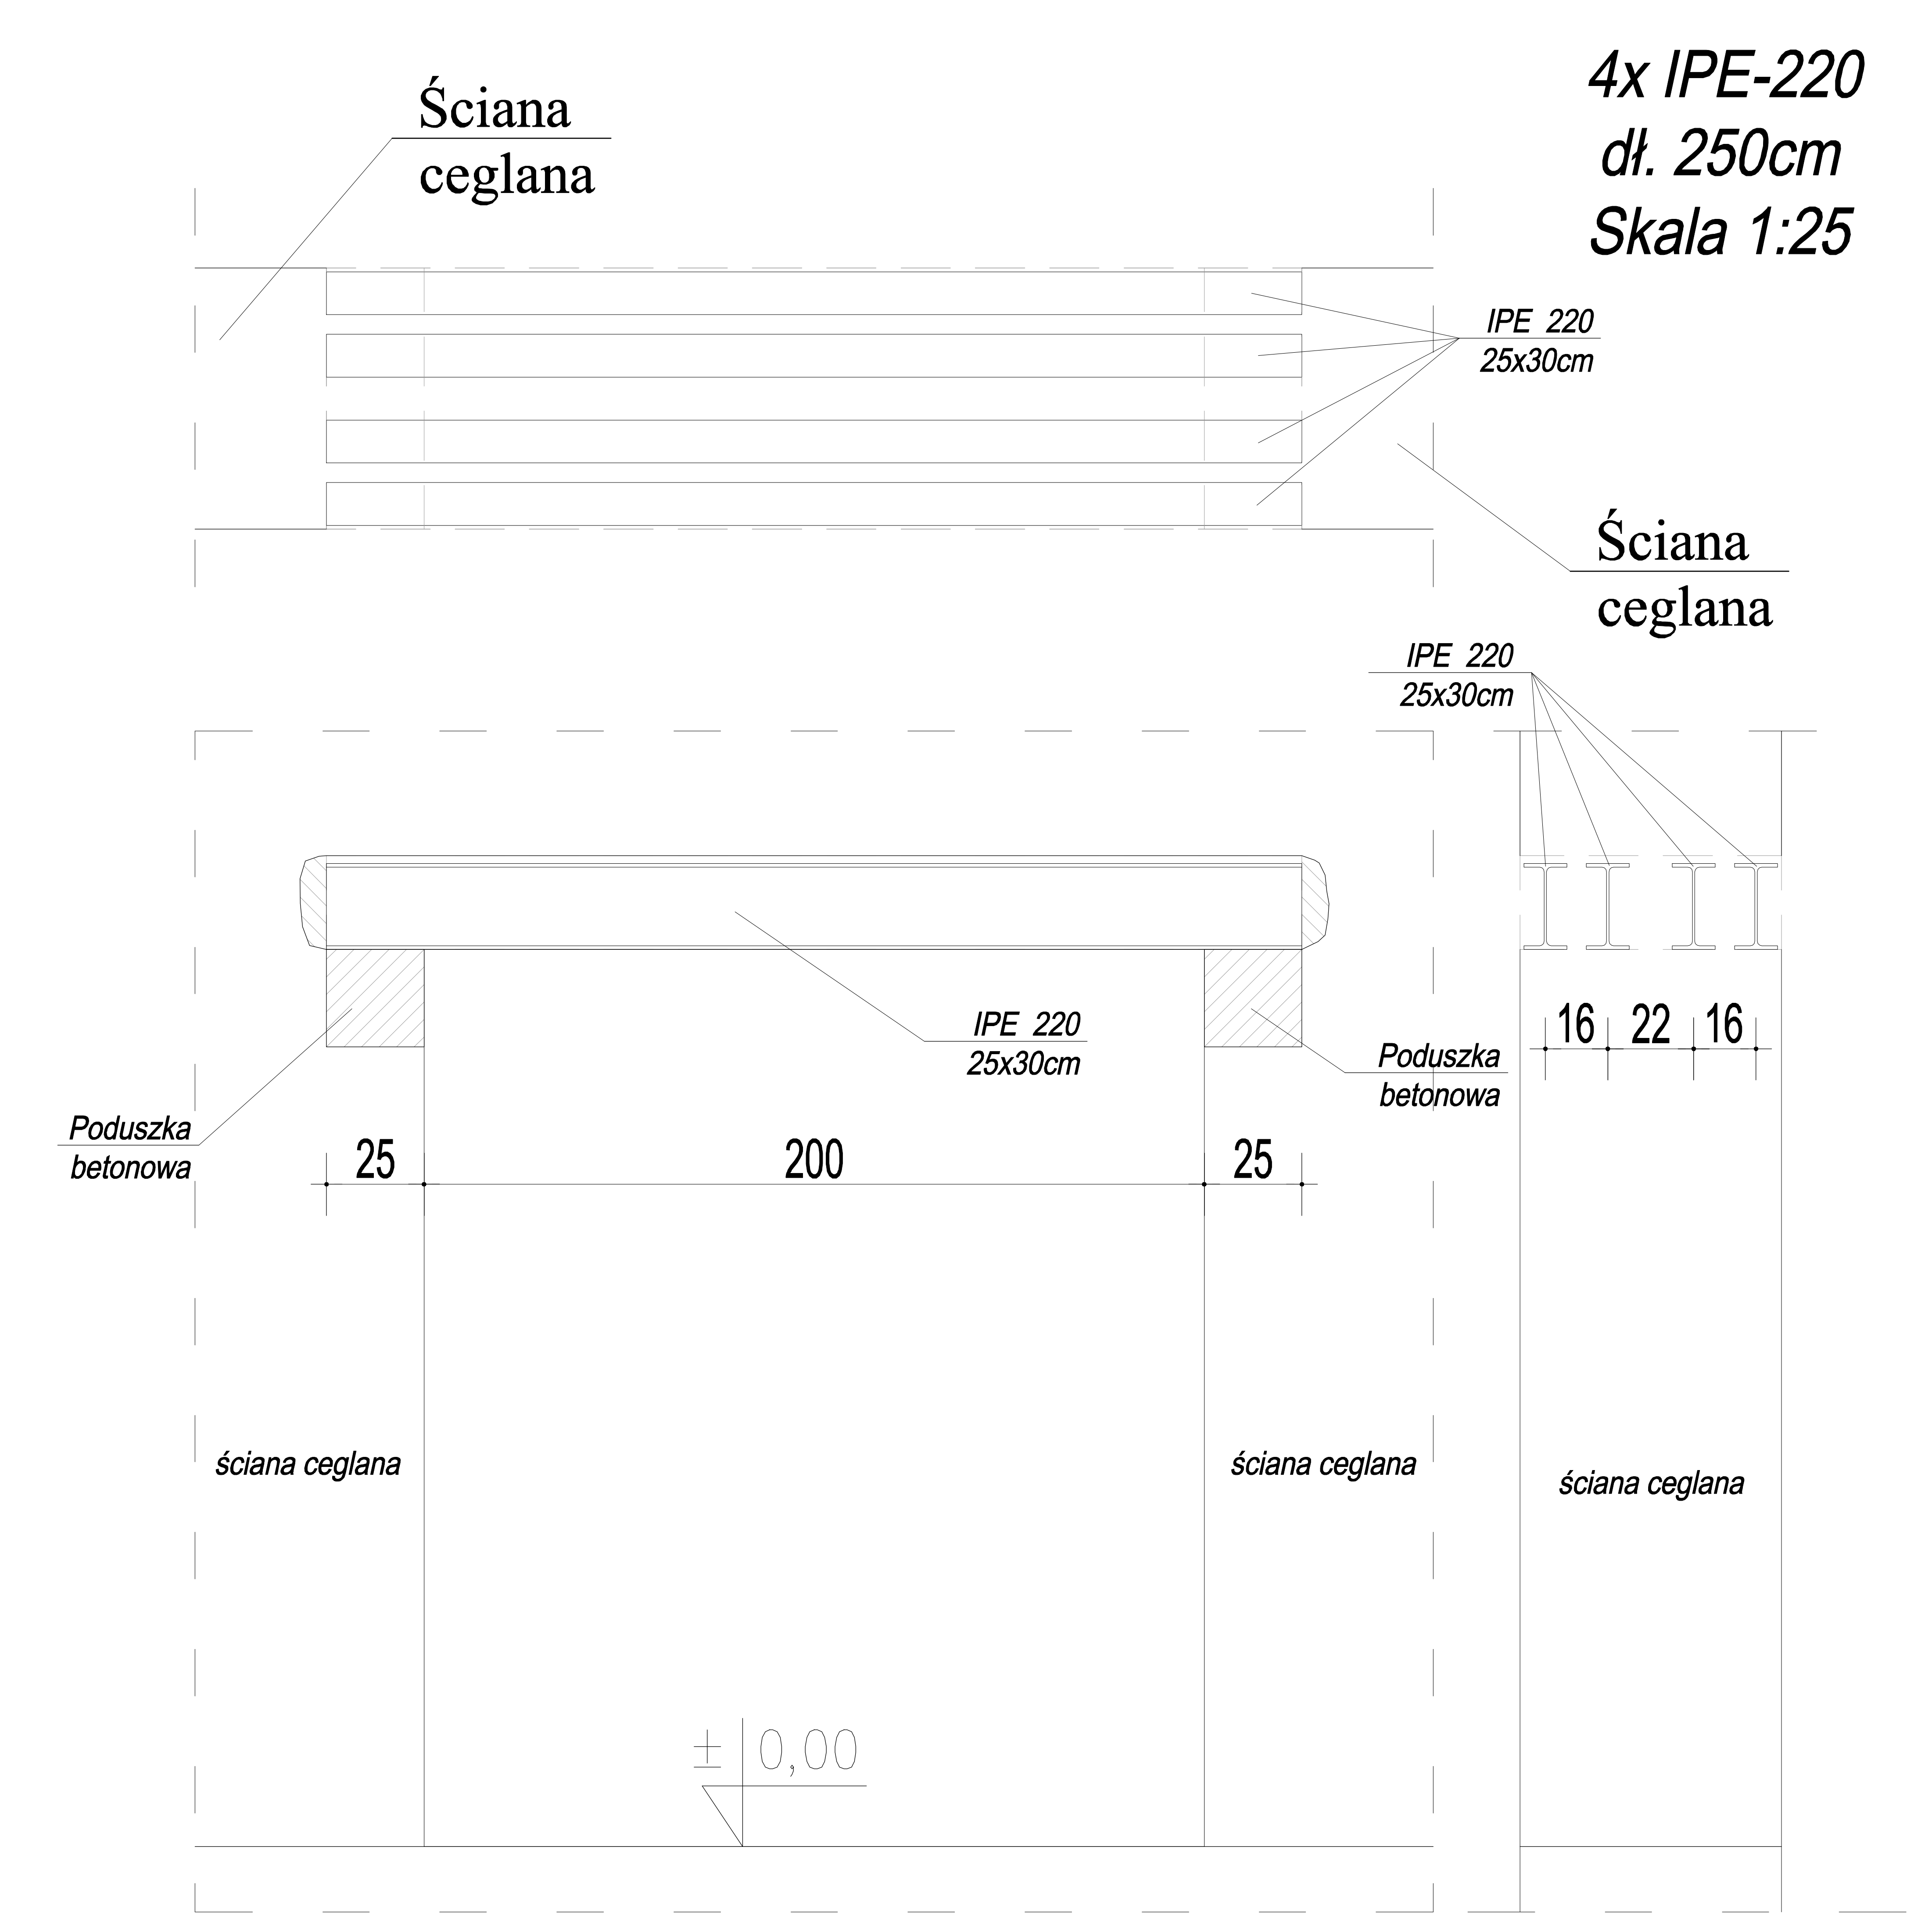 4x IPE-220
dł. 250cm
Skala 1:25
Ściana
ceglana
IPE 220
25x30cm
Ściana
ceglana
IPE 220
25x30cm
16 22 16
IPE 220
25x30cm
Poduszka
betonowa
Poduszka
betonowa
25 200 25
ściana ceglana
ściana ceglana
ściana ceglana
± 0,00